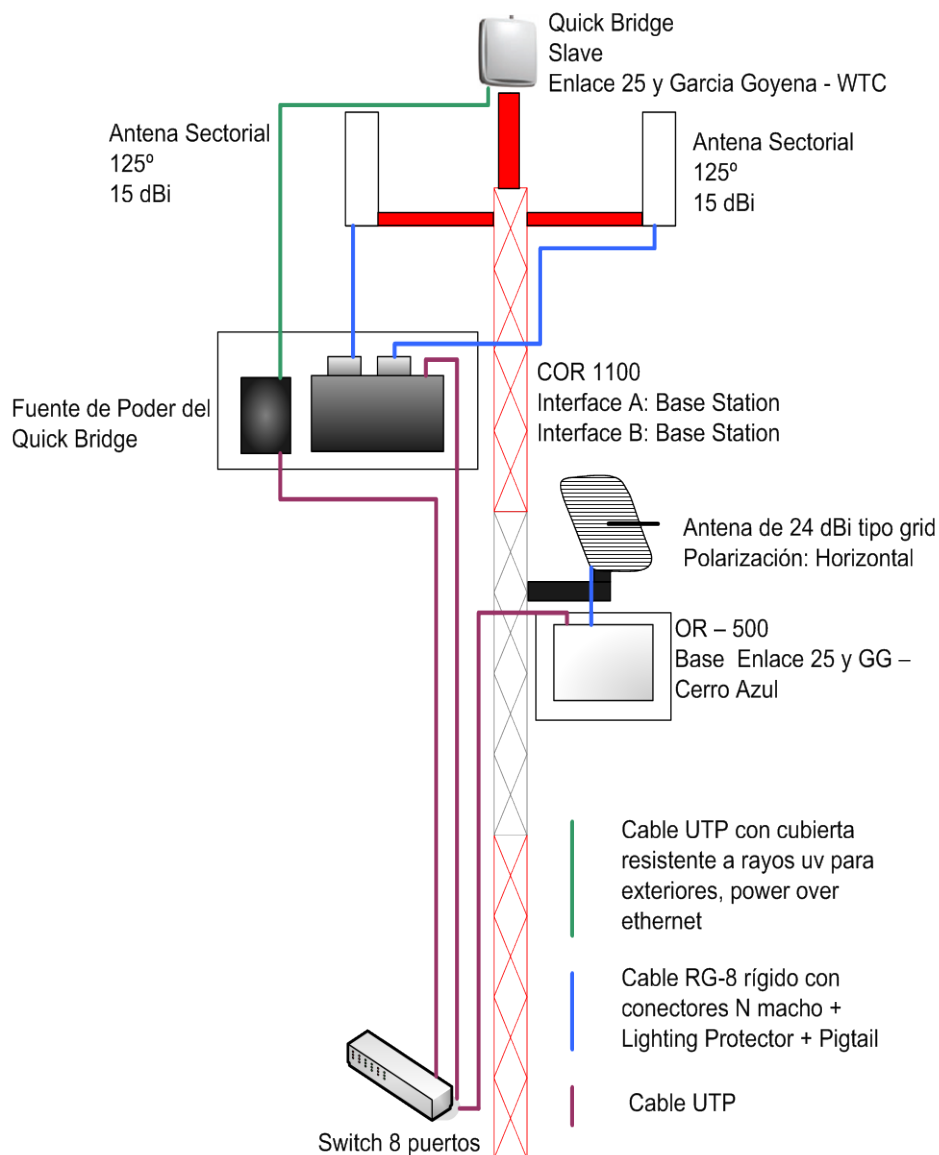 Quick Bridge
Slave
Enlace 25 y Garcia Goyena - WTC
Antena Sectorial
125º
15 dBi
Antena Sectorial
125º
15 dBi
Fuente de Poder del
Quick Bridge
COR 1100
Interface A: Base Station
Interface B: Base Station
Antena de 24 dBi tipo grid
Polarización: Horizontal
OR – 500
Base  Enlace 25 y GG –
Cerro Azul
Cable UTP con cubierta
resistente a rayos uv para
exteriores, power over
ethernet
Cable RG-8 rígido con
conectores N macho +
Lighting Protector + Pigtail
Cable UTP
Switch 8 puertos